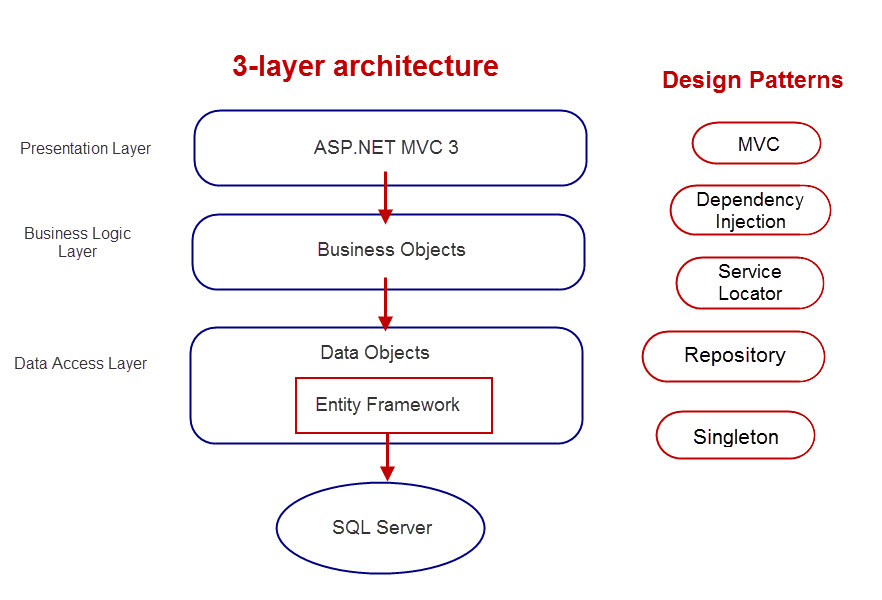 3-layer architecture
Presentation Layer
ASP.NET MVC 3
Business Logic
Layer
Business Objects
Data Access Layer
Data Objects
Entity Framework
SQL Server
Design Patterns
MVC
Dependency
Injection
Service
Locator
Repository
Singleton